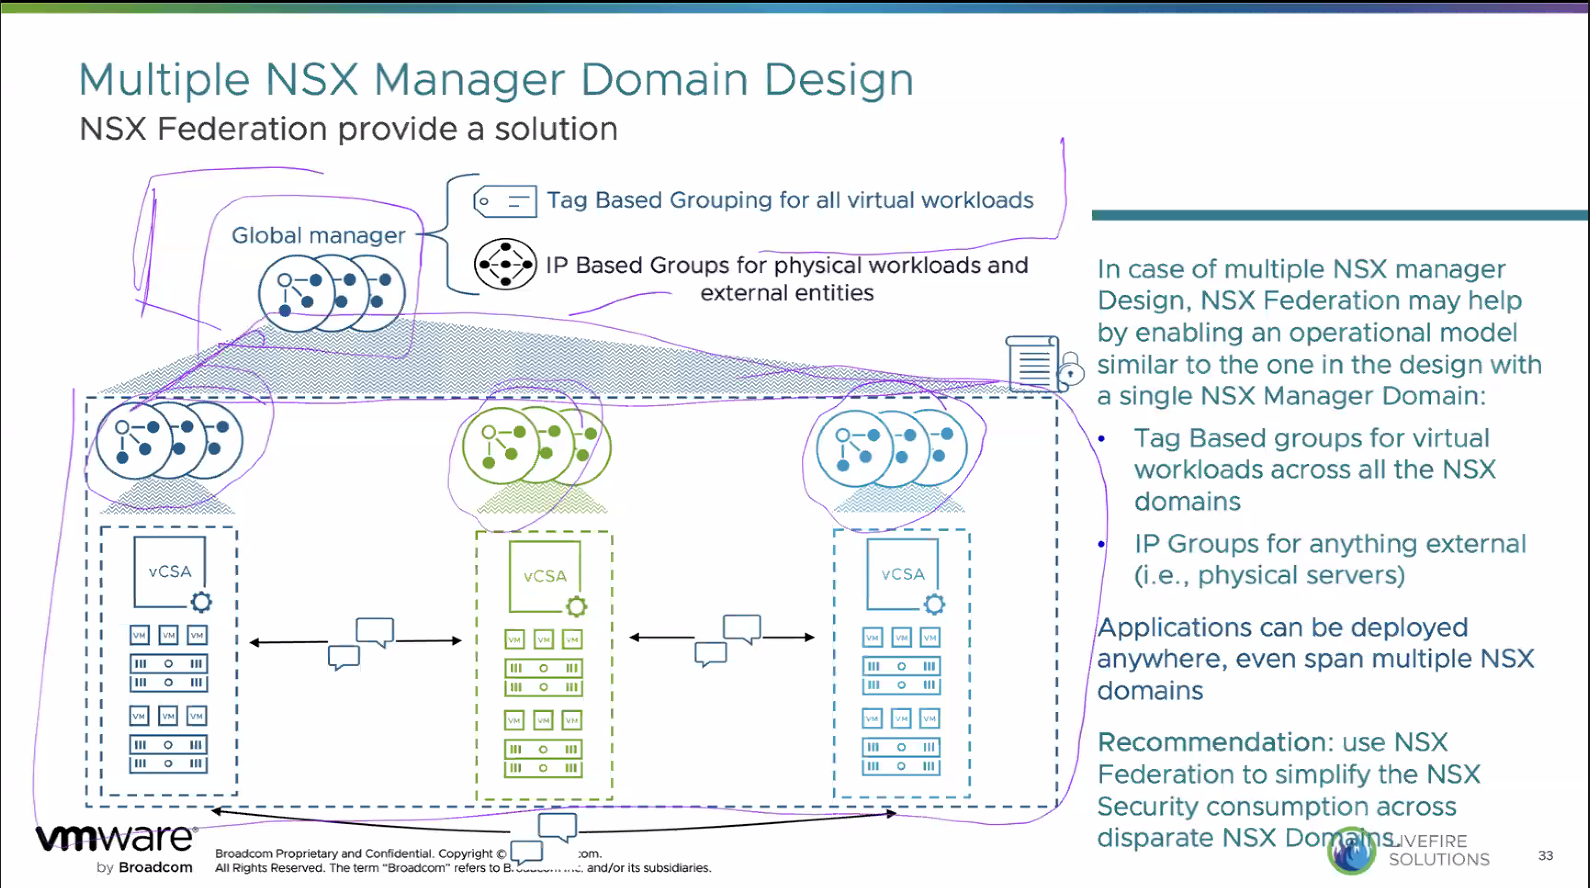 Multiple NSX Manager Domain Design
NSX Federation provide a solution
Global manager
Tag Based Grouping for all virtual workloads
IP Based Groups for physical workloads and
external entities
In case of multiple NSX manager
Design, NSX Federation may help
by enabling an operational model
similar to the one in the design with
a single NSX Manager Domain:
• Tag Based groups for virtual
workloads across all the NSX
domains
• IP Groups for anything external
(i.e., physical servers)
Applications can be deployed
anywhere, even span multiple NSX
domains
Recommendation: use NSX
Federation to simplify the NSX
Security consumption across
disparate NSX Domains.
vCSA
VM VM VM
VM VM VM
vCSA
VM VM VM
VM VM VM
vCSA
VM VM VM
VM VM VM
vmware®
by Broadcom
Broadcom Proprietary and Confidential. Copyright ©
All Rights Reserved. The term “Broadcom” refers to Inc. and/or its subsidiaries.
LIVEFIRE
SOLUTIONS
33